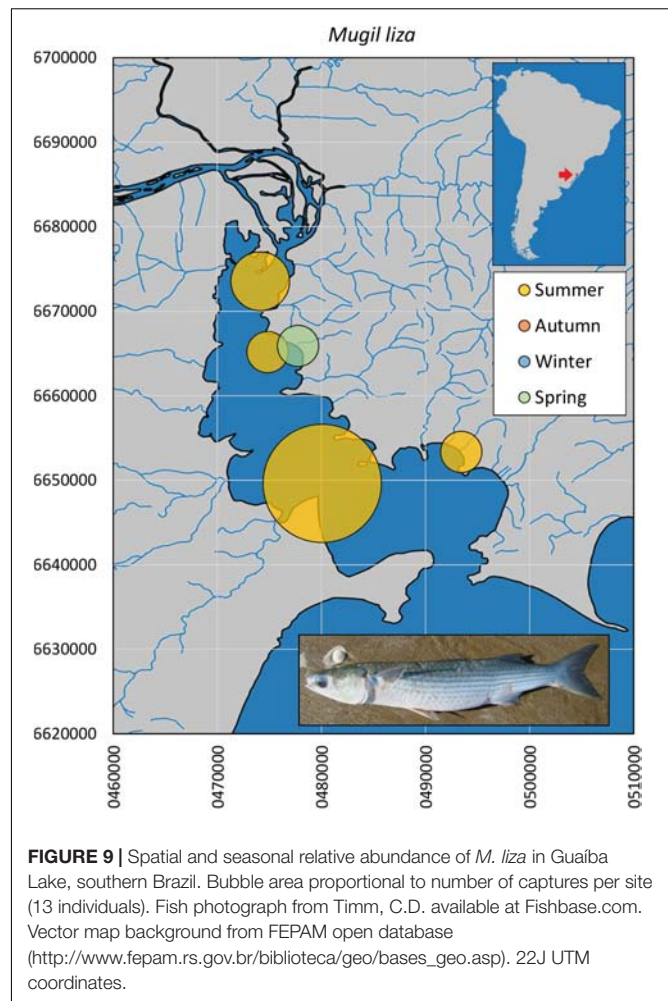 Mugil liza
6700000
6690000
6680000
6670000
6660000
6650000
6640000
6630000
6620000
Summer
Autumn
Winter
Spring
0460000
0470000
0480000
0490000
0500000
0510000
FIGURE 9 | Spatial and seasonal relative abundance of M. liza in Guaíba
Lake, southern Brazil. Bubble area proportional to number of captures per site
(13 individuals). Fish photograph from Timm, C.D. available at Fishbase.com.
Vector map background from FEPAM open database
(http://www.fepam.rs.gov.br/biblioteca/geo/bases_geo.asp). 22J UTM
coordinates.